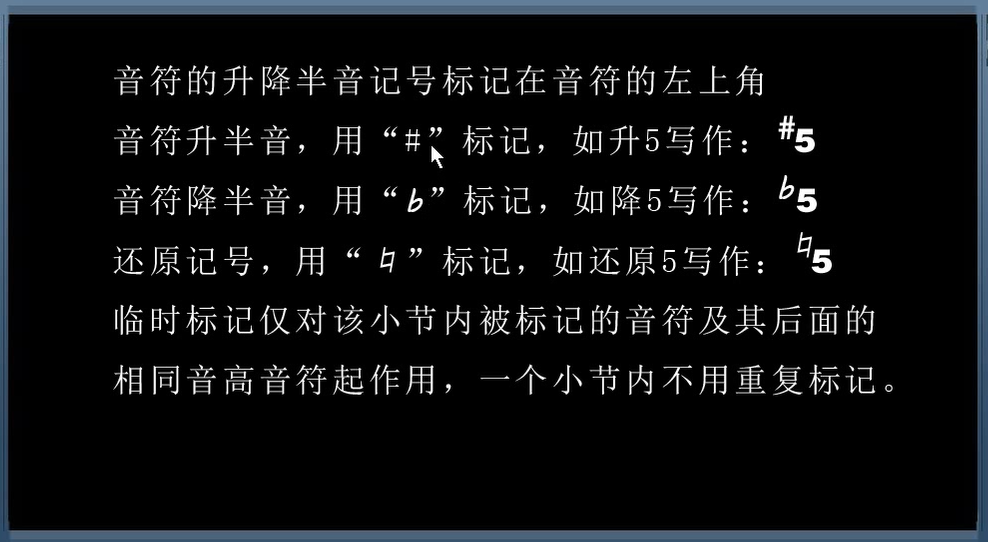 音符的升降半音记号标记在音符的左上角
音符升半音，用“#”标记，如升5写作：#5
音符降半音，用“b”标记，如降5写作：b5
还原记号，用“♮”标记，如还原5写作：♮5
临时标记仅对该小节内被标记的音符及其后面的
相同音高音符起作用，一个小节内不用重复标记。